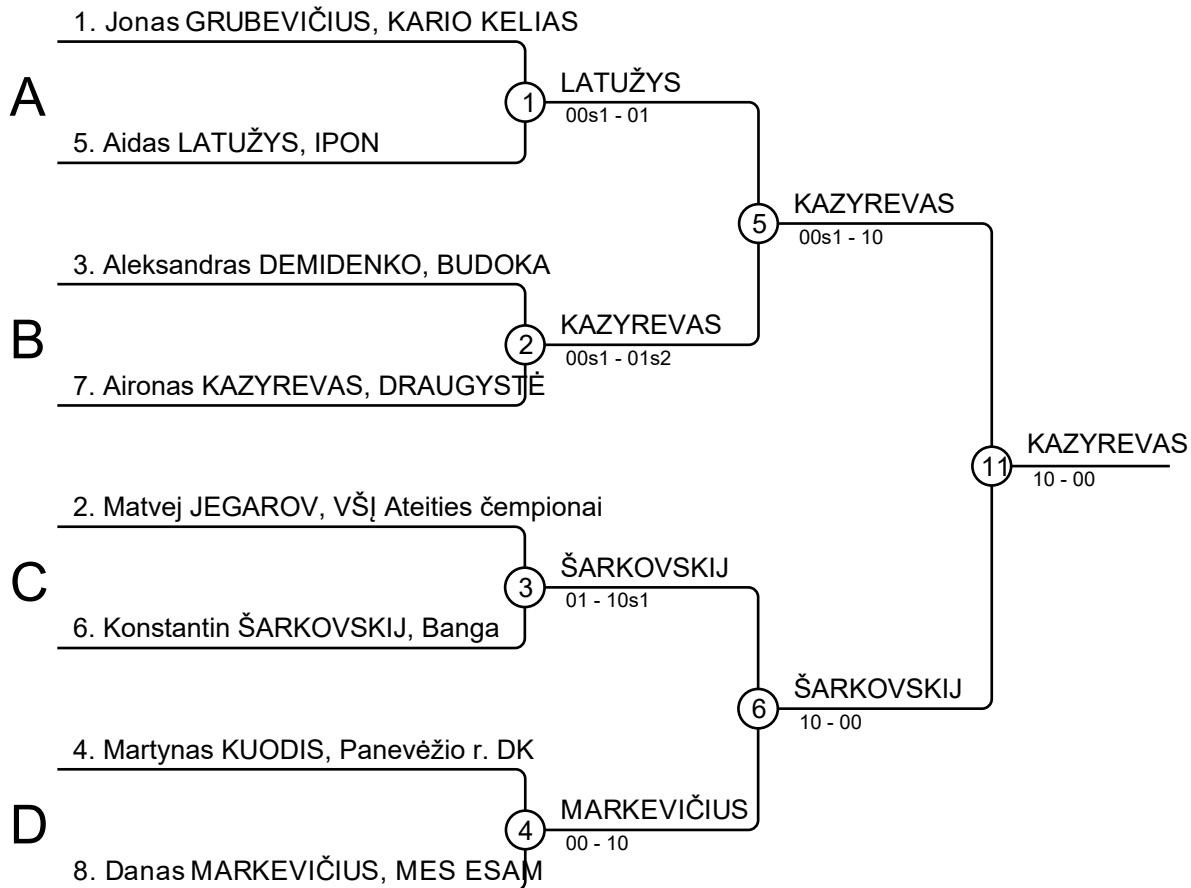 1. Jonas GRUBEVIČIUS, KARIO KELIAS
A
1
LATUŽYS
00s1 - 01
5. Aidas LATUŽYS, IPON
5
KAZYREVAS
00s1 - 10
3. Aleksandras DEMIDENKO, BUDOKA
B
2
KAZYREVAS
00s1 - 01s2
7. Aironas KAZYREVAS, DRAUGYSTĖ
11
KAZYREVAS
10 - 00
2. Matvej JEGAROV, VŠĮ Ateities čempionai
C
3
ŠARKOVSKIJ
01 - 10s1
6. Konstantin ŠARKOVSKIJ, Banga
6
ŠARKOVSKIJ
10 - 00
4. Martynas KUODIS, Panevėžio r. DK
D
4
MARKEVIČIUS
00 - 10
8. Danas MARKEVIČIUS, MES ESAM